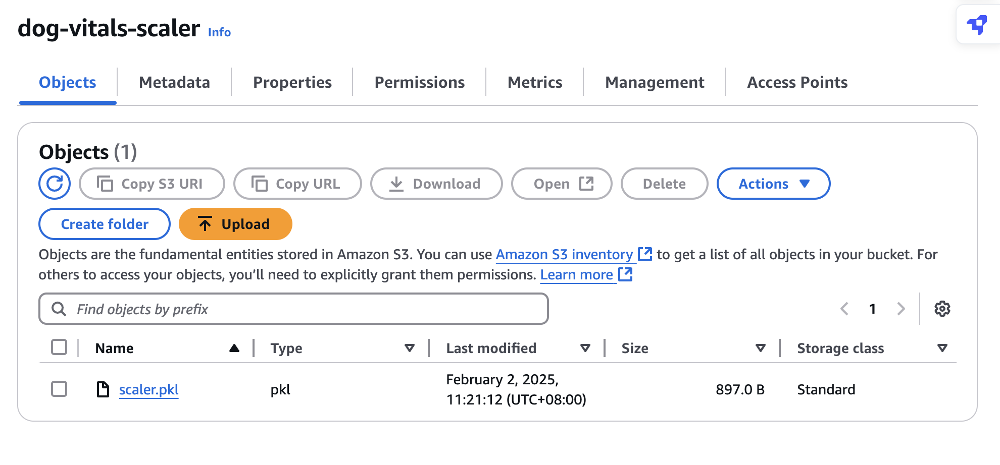 dog-vitals-scaler Info
Objects Metadata Properties Permissions Metrics Management Access Points
Objects (1)
Copy S3 URI Copy URL Download Open Delete Actions
Create folder Upload
Objects are the fundamental entities stored in Amazon S3. You can use Amazon S3 inventory to get a list of all objects in your bucket. For
others to access your objects, you’ll need to explicitly grant them permissions. Learn more
Find objects by prefix 1
Name Type Last modified Size Storage class
scaler.pkl pkl February 2, 2025, 897.0 B Standard
11:21:12 (UTC+08:00)